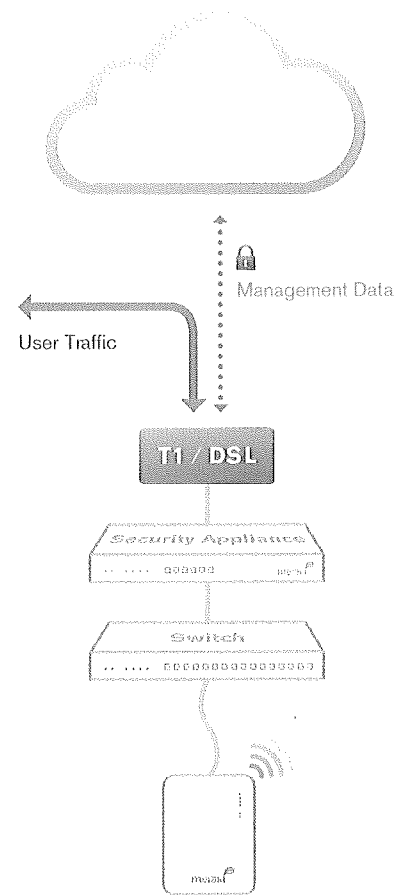 Management Data
User Traffic
T1 / DSL
Security Appliance
Switch
meraki